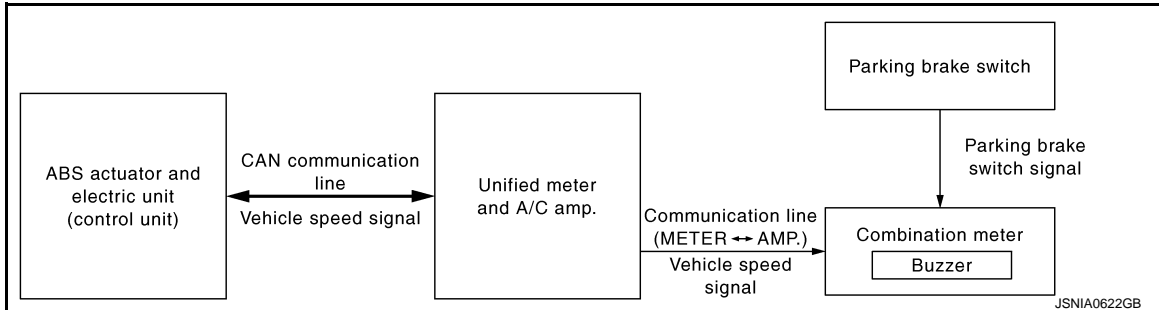 ABS actuator and
electric unit
(control unit)
CAN communication
line
Vehicle speed signal
Unified meter
and A/C amp.
Communication line
(METER ↔ AMP.)
Vehicle speed
signal
Parking brake switch
Parking brake
switch signal
Combination meter
Buzzer
JSNIA0622GB